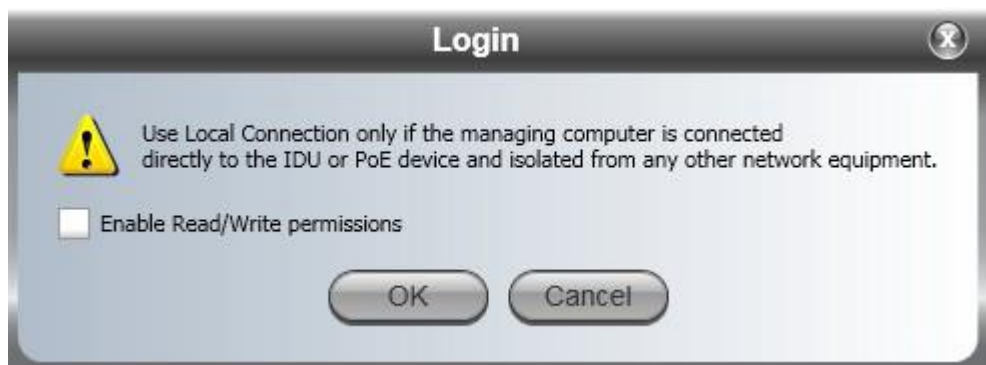 Login
Use Local Connection only if the managing computer is connected
directly to the IDU or PoE device and isolated from any other network equipment.
Enable Read/Write permissions
OK Cancel